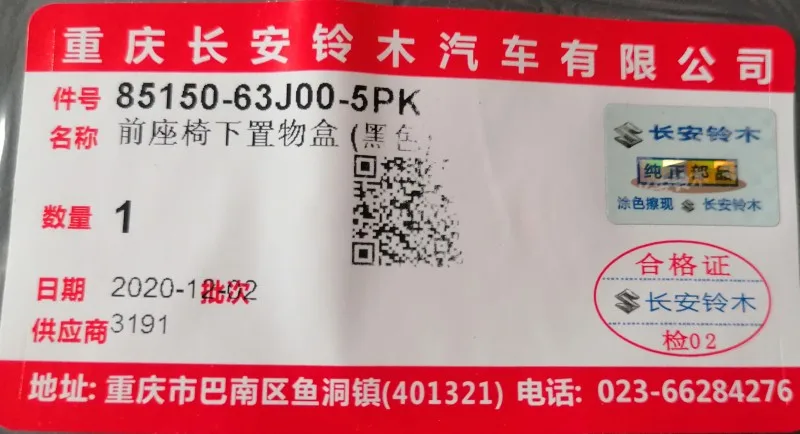 重庆长安铃木汽车有限公司
件号 85150-63J00-5PK
名称 前座椅下置物盒 (黑色)
长安铃木
纯正部品
涂色擦现 长安铃木
数量 1
合格证
长安铃木
检02
日期 2020-12-02 批次
供应商 3191
地址: 重庆市巴南区鱼洞镇(401321) 电话: 023-66284276